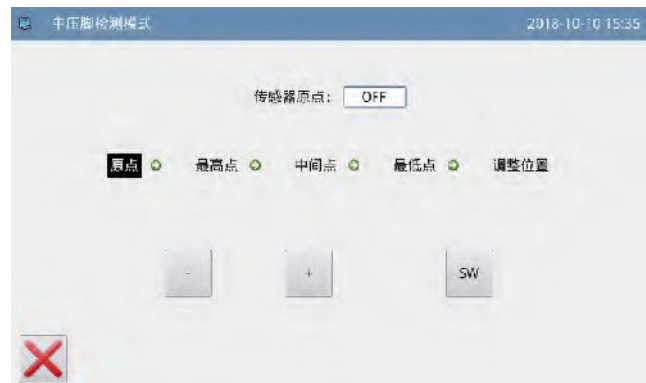 中压脚检测模式 2018-10-10 15:35
传感器原点: OFF
原点 最高点 中间点 最低点 调整位置
- + SW